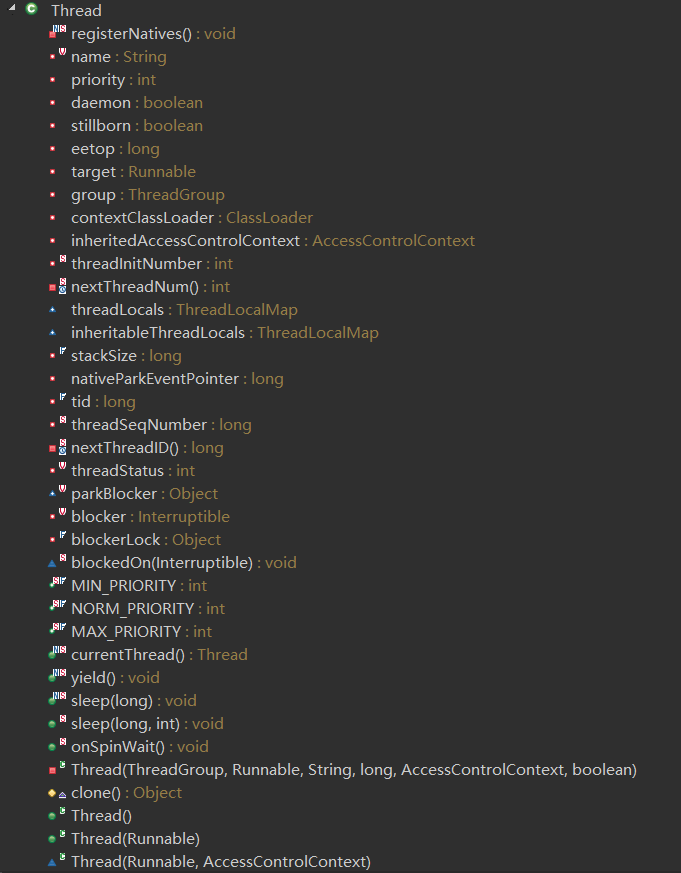 Thread
registerNatives() : void
name : String
priority : int
daemon : boolean
stillborn : boolean
eetop : long
target : Runnable
group : ThreadGroup
contextClassLoader : ClassLoader
inheritedAccessControlContext : AccessControlContext
threadInitNumber : int
nextThreadNum() : int
threadLocals : ThreadLocalMap
inheritableThreadLocals : ThreadLocalMap
stackSize : long
nativeParkEventPointer : long
tid : long
threadSeqNumber : long
nextThreadID() : long
threadStatus : int
parkBlocker : Object
blocker : Interruptible
blockerLock : Object
blockedOn(Interruptible) : void
MIN_PRIORITY : int
NORM_PRIORITY : int
MAX_PRIORITY : int
currentThread() : Thread
yield() : void
sleep(long) : void
sleep(long, int) : void
onSpinWait() : void
Thread(ThreadGroup, Runnable, String, long, AccessControlContext, boolean)
clone() : Object
Thread()
Thread(Runnable)
Thread(Runnable, AccessControlContext)